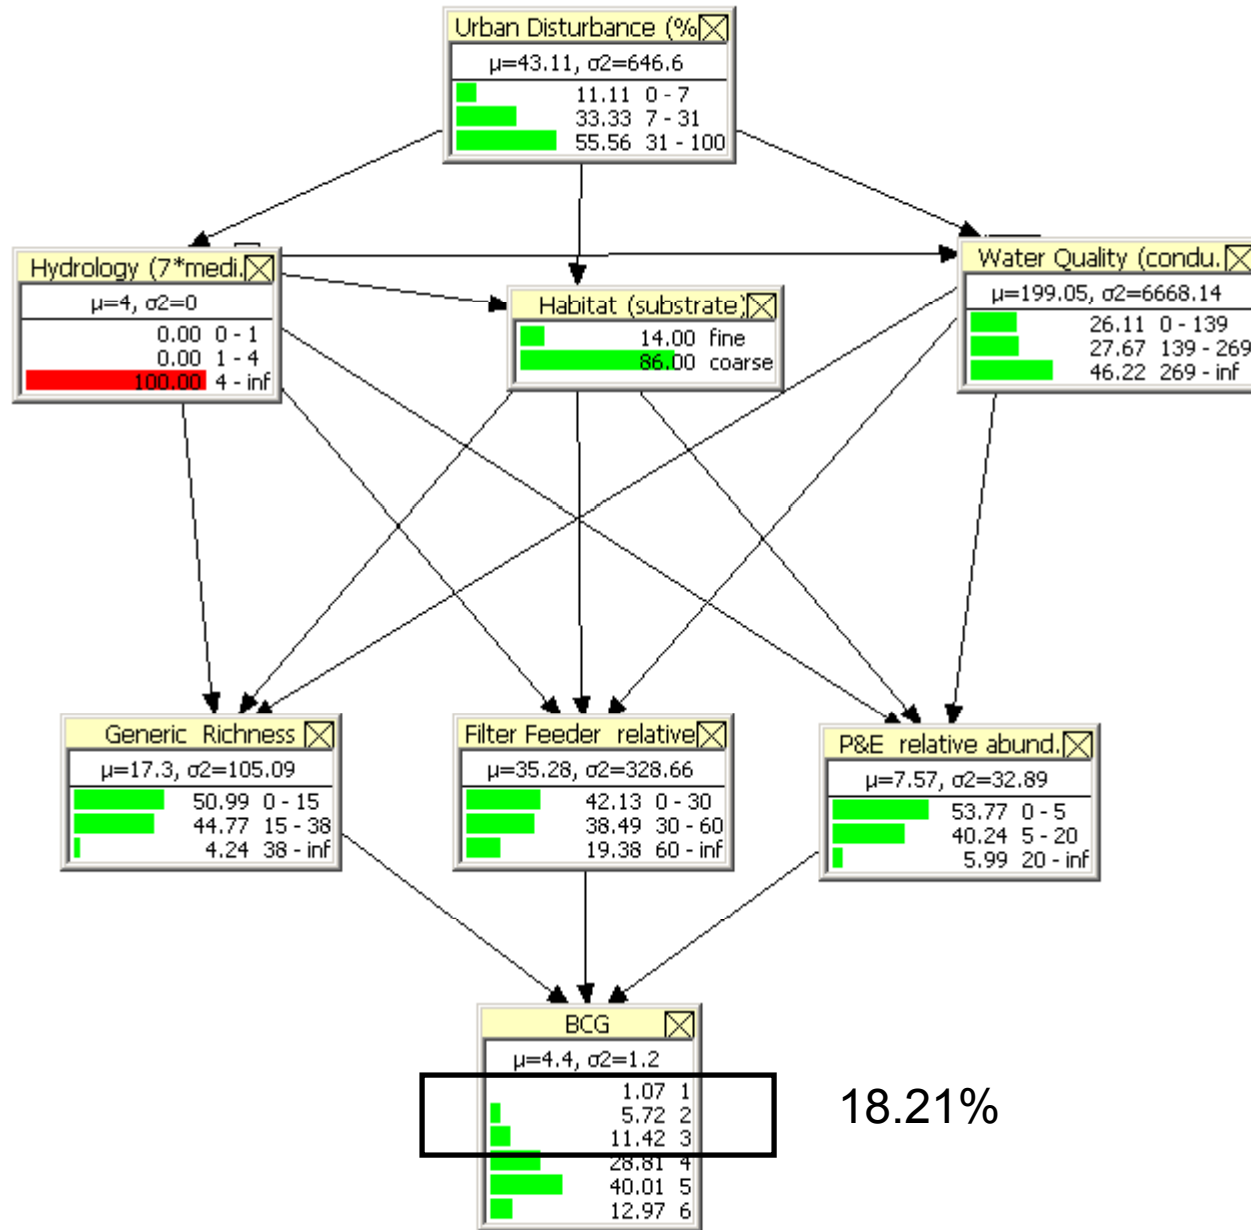 Urban Disturbance (%
μ=43.11, σ2=646.6
11.11 0 - 7
33.33 7 - 31
55.56 31 - 100
Hydrology (7*medi.
μ=4, σ2=0
0.00 0 - 1
0.00 1 - 4
100.00 4 - inf
Habitat (substrate)
14.00 fine
86.00 coarse
Water Quality (condu.
μ=199.05, σ2=6668.14
26.11 0 - 139
27.67 139 - 269
46.22 269 - inf
Generic Richness
μ=17.3, σ2=105.09
50.99 0 - 15
44.77 15 - 38
4.24 38 - inf
Filter Feeder relative
μ=35.28, σ2=328.66
42.13 0 - 30
38.49 30 - 60
19.38 60 - inf
P&E relative abund.
μ=7.57, σ2=32.89
53.77 0 - 5
40.24 5 - 20
5.99 20 - inf
BCG
μ=4.4, σ2=1.2
1.07 1
5.72 2
11.42 3
28.81 4
40.01 5
12.97 6
18.21%